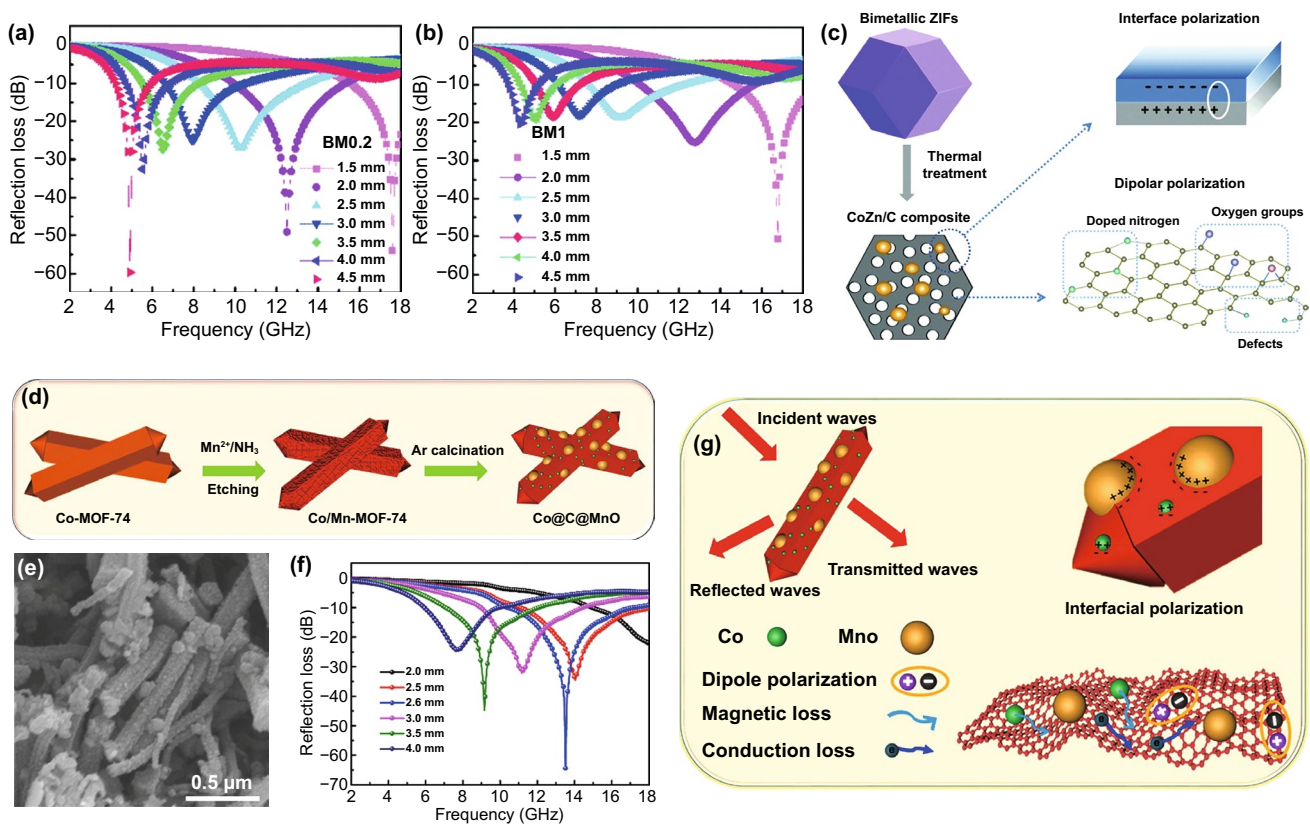 (a)
0
−10
−20
−30
−40
−50
−60
Reflection loss (dB)
BM0.2
1.5 mm
2.0 mm
2.5 mm
3.0 mm
3.5 mm
4.0 mm
4.5 mm
2 4 6 8 10 12 14 16 18
Frequency (GHz)
(b)
0
−10
−20
−30
−40
−50
−60
Reflection loss (dB)
BM1
1.5 mm
2.0 mm
2.5 mm
3.0 mm
3.5 mm
4.0 mm
4.5 mm
2 4 6 8 10 12 14 16 18
Frequency (GHz)
(c)
Bimetallic ZIFs
Thermal
treatment
CoZn/C composite
Interface polarization
- - - - - - - -
+ + + + + + +
Dipolar polarization
Doped nitrogen
Oxygen groups
Defects
(d)
Co-MOF-74
Mn²⁺/NH₃
Etching
Co/Mn-MOF-74
Ar calcination
Co@C@MnO
(e)
0.5 µm
(f)
0
−10
−20
−30
−40
−50
−60
−70
Reflection loss (dB)
2.0 mm
2.5 mm
2.6 mm
3.0 mm
3.5 mm
4.0 mm
2 4 6 8 10 12 14 16 18
Frequency (GHz)
(g)
Incident waves
Reflected waves
Transmitted waves
Interfacial polarization
Co
Mno
Dipole polarization + −
Magnetic loss
Conduction loss e
e
e
+ −
−
+